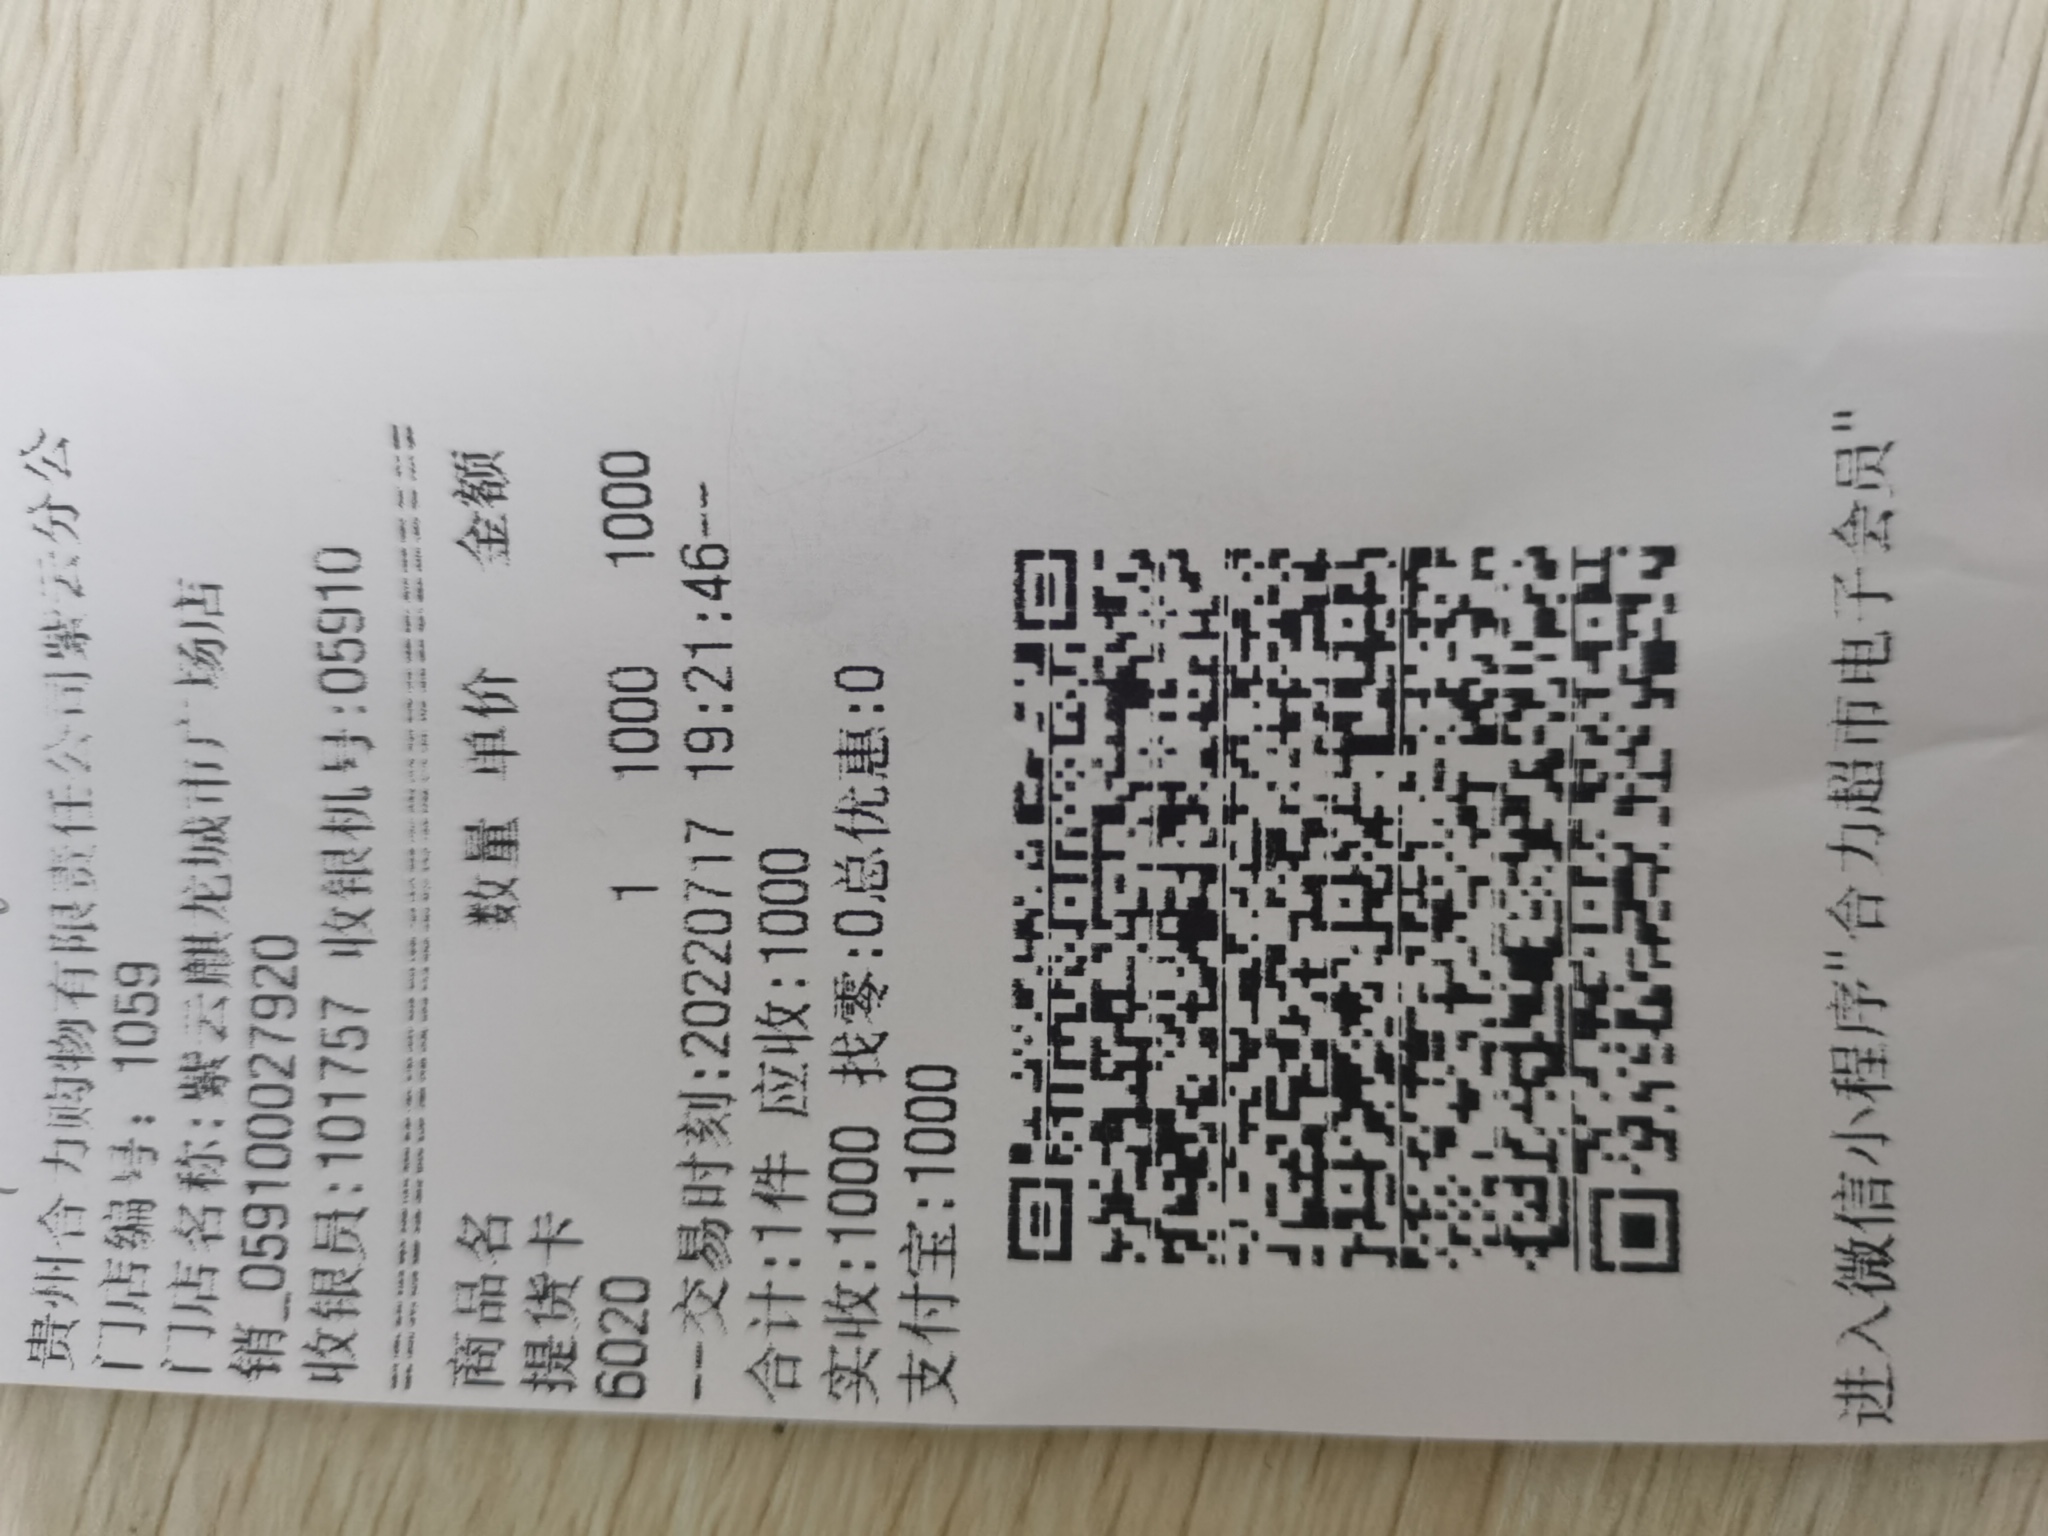 贵州合力购物有限责任公司紫云分公
门店编号: 1059
门店名称:紫云麒龙城市广场店
销_059100027920
收银员:101757 收银机号:05910
商品名 数量 单价 金额
提货卡
6020 1 1000 1000
--交易时刻:20220717 19:21:46--
合计:1件 应收:1000
实收:1000 找零:0总优惠:0
支付宝:1000
进入微信小程序"合力超市电子会员"